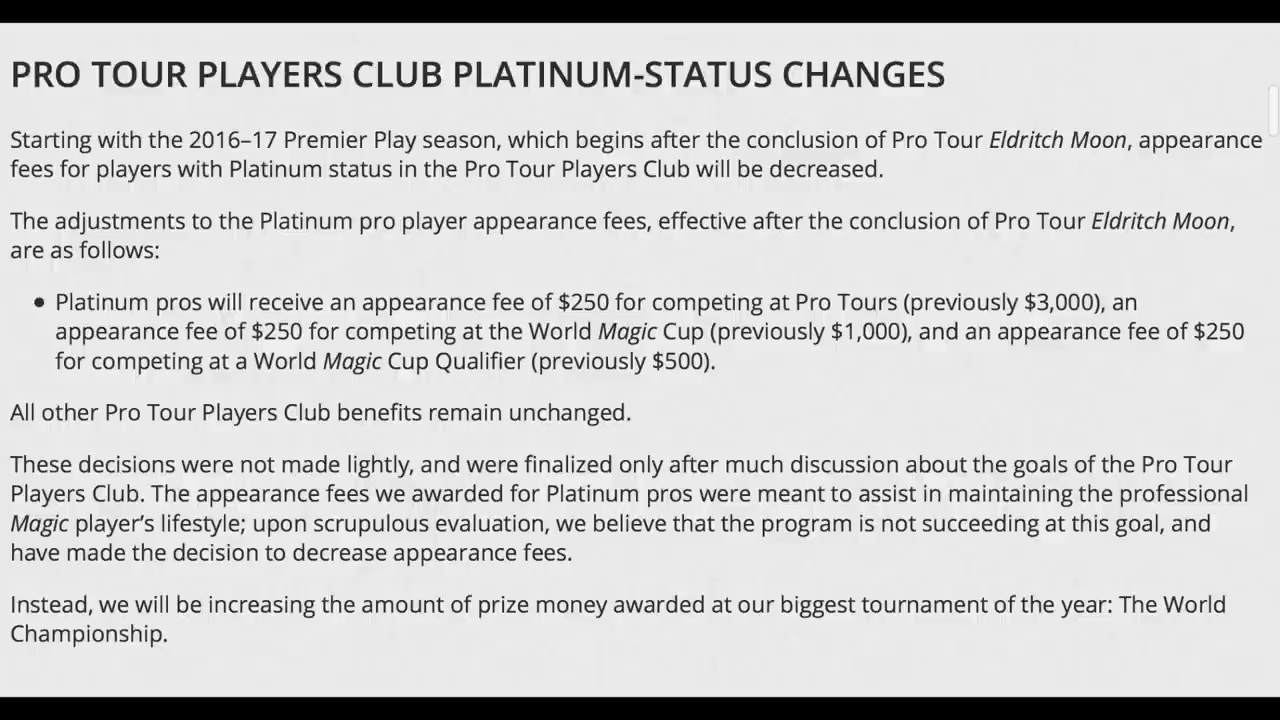 PRO TOUR PLAYERS CLUB PLATINUM-STATUS CHANGES
Starting with the 2016–17 Premier Play season, which begins after the conclusion of Pro Tour Eldritch Moon, appearance
fees for players with Platinum status in the Pro Tour Players Club will be decreased.
The adjustments to the Platinum pro player appearance fees, effective after the conclusion of Pro Tour Eldritch Moon,
are as follows:
• Platinum pros will receive an appearance fee of $250 for competing at Pro Tours (previously $3,000), an
appearance fee of $250 for competing at the World Magic Cup (previously $1,000), and an appearance fee of $250
for competing at a World Magic Cup Qualifier (previously $500).
All other Pro Tour Players Club benefits remain unchanged.
These decisions were not made lightly, and were finalized only after much discussion about the goals of the Pro Tour
Players Club. The appearance fees we awarded for Platinum pros were meant to assist in maintaining the professional
Magic player’s lifestyle; upon scrupulous evaluation, we believe that the program is not succeeding at this goal, and
have made the decision to decrease appearance fees.
Instead, we will be increasing the amount of prize money awarded at our biggest tournament of the year: The World
Championship.